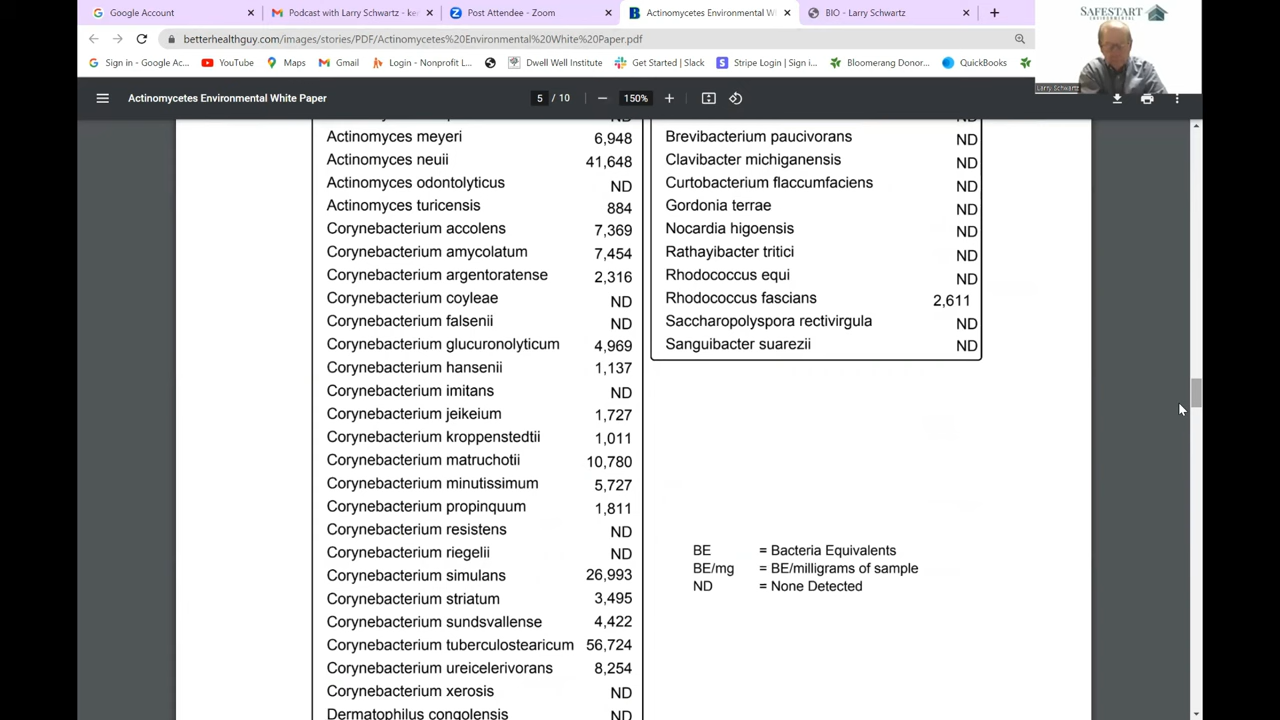 Google Account
Podcast with Larry Schwartz - k
Post Attendee - Zoom
Actinomycetes Environmental W
BIO - Larry Schwartz
SAFESTART
ENVIRONMENTAL
betterhealthguy.com/images/stories/PDF/Actinomycetes%20Environmental%20White%20Paper.pdf
Sign in - Google Ac...
YouTube
Maps
Gmail
Login - Nonprofit L...
Dwell Well Institute
Get Started | Slack
Stripe Login | Sign i...
Bloomerang Donor...
QuickBooks
Larry Schwartz
Actinomycetes Environmental White Paper
5 / 10
150%
ND
ND
Actinomyces meyeri 6,948
Actinomyces neuii 41,648
Actinomyces odontolyticus ND
Actinomyces turicensis 884
Corynebacterium accolens 7,369
Corynebacterium amycolatum 7,454
Corynebacterium argentoratense 2,316
Corynebacterium coyleae ND
Corynebacterium falsenii ND
Corynebacterium glucuronolyticum 4,969
Corynebacterium hansenii 1,137
Corynebacterium imitans ND
Corynebacterium jeikeium 1,727
Corynebacterium kroppenstedtii 1,011
Corynebacterium matruchotii 10,780
Corynebacterium minutissimum 5,727
Corynebacterium propinquum 1,811
Corynebacterium resistens ND
Corynebacterium riegelii ND
Corynebacterium simulans 26,993
Corynebacterium striatum 3,495
Corynebacterium sundsvallense 4,422
Corynebacterium tuberculostearicum 56,724
Corynebacterium ureicelerivorans 8,254
Corynebacterium xerosis ND
Dermatophilus congolensis ND
Brevibacterium paucivorans ND
Clavibacter michiganensis ND
Curtobacterium flaccumfaciens ND
Gordonia terrae ND
Nocardia higoensis ND
Rathayibacter tritici ND
Rhodococcus equi ND
Rhodococcus fascians 2,611
Saccharopolyspora rectivirgula ND
Sanguibacter suarezii ND
BE = Bacteria Equivalents
BE/mg = BE/milligrams of sample
ND = None Detected